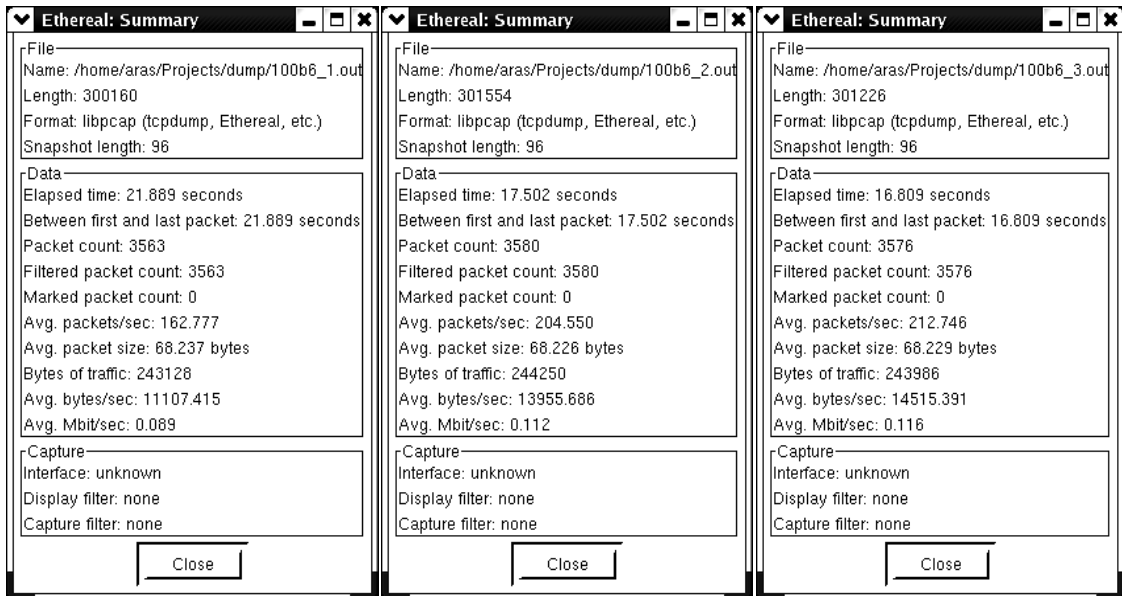 Ethereal: Summary
File
Name: /home/aras/Projects/dump/100b6_1.out
Length: 300160
Format: libpcap (tcpdump, Ethereal, etc.)
Snapshot length: 96
Data
Elapsed time: 21.889 seconds
Between first and last packet: 21.889 seconds
Packet count: 3563
Filtered packet count: 3563
Marked packet count: 0
Avg. packets/sec: 162.777
Avg. packet size: 68.237 bytes
Bytes of traffic: 243128
Avg. bytes/sec: 11107.415
Avg. Mbit/sec: 0.089
Capture
Interface: unknown
Display filter: none
Capture filter: none
Close
Ethereal: Summary
File
Name: /home/aras/Projects/dump/100b6_2.out
Length: 301554
Format: libpcap (tcpdump, Ethereal, etc.)
Snapshot length: 96
Data
Elapsed time: 17.502 seconds
Between first and last packet: 17.502 seconds
Packet count: 3580
Filtered packet count: 3580
Marked packet count: 0
Avg. packets/sec: 204.550
Avg. packet size: 68.226 bytes
Bytes of traffic: 244250
Avg. bytes/sec: 13955.686
Avg. Mbit/sec: 0.112
Capture
Interface: unknown
Display filter: none
Capture filter: none
Close
Ethereal: Summary
File
Name: /home/aras/Projects/dump/100b6_3.out
Length: 301226
Format: libpcap (tcpdump, Ethereal, etc.)
Snapshot length: 96
Data
Elapsed time: 16.809 seconds
Between first and last packet: 16.809 seconds
Packet count: 3576
Filtered packet count: 3576
Marked packet count: 0
Avg. packets/sec: 212.746
Avg. packet size: 68.229 bytes
Bytes of traffic: 243986
Avg. bytes/sec: 14515.391
Avg. Mbit/sec: 0.116
Capture
Interface: unknown
Display filter: none
Capture filter: none
Close